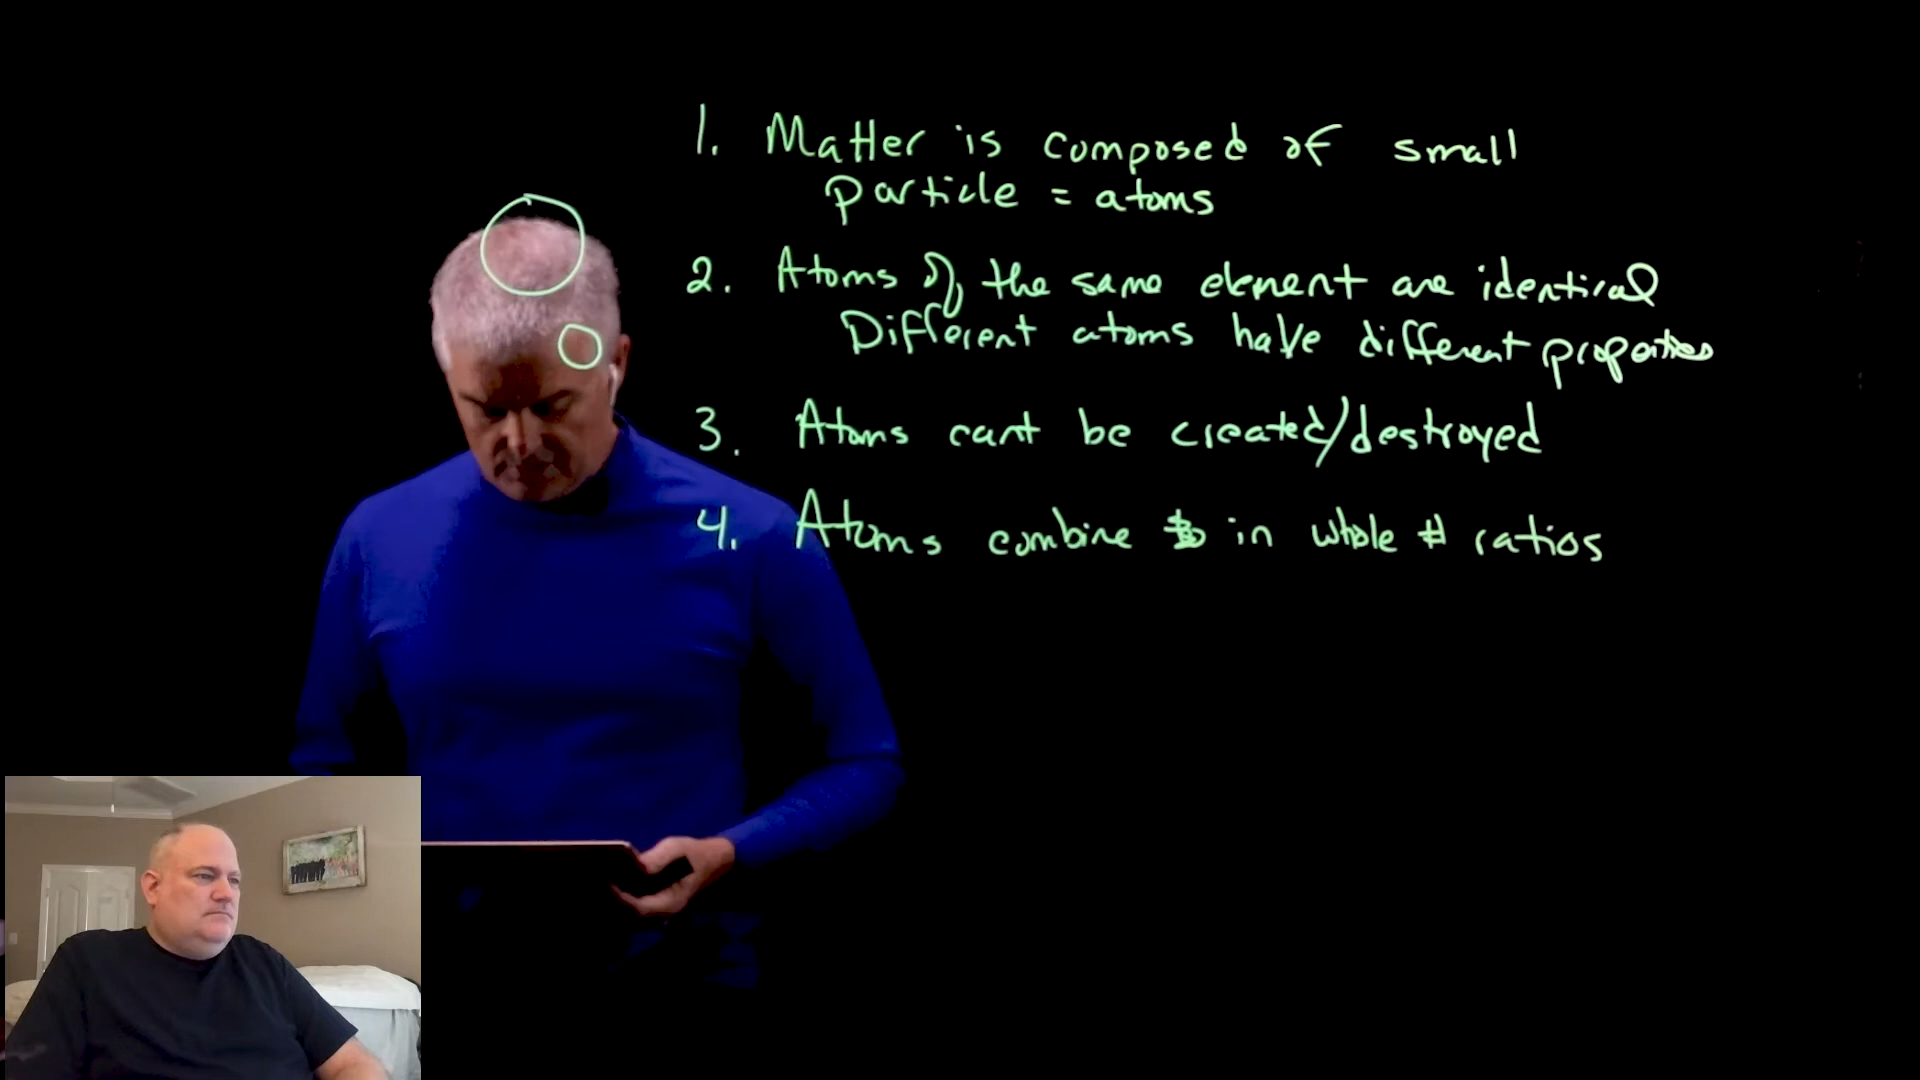 1. Matter is composed of small
particle = atoms
2. Atoms of the same element are identical
Different atoms have different properties
3. Atoms cant be created/destroyed
4. Atoms combine in whole # ratios